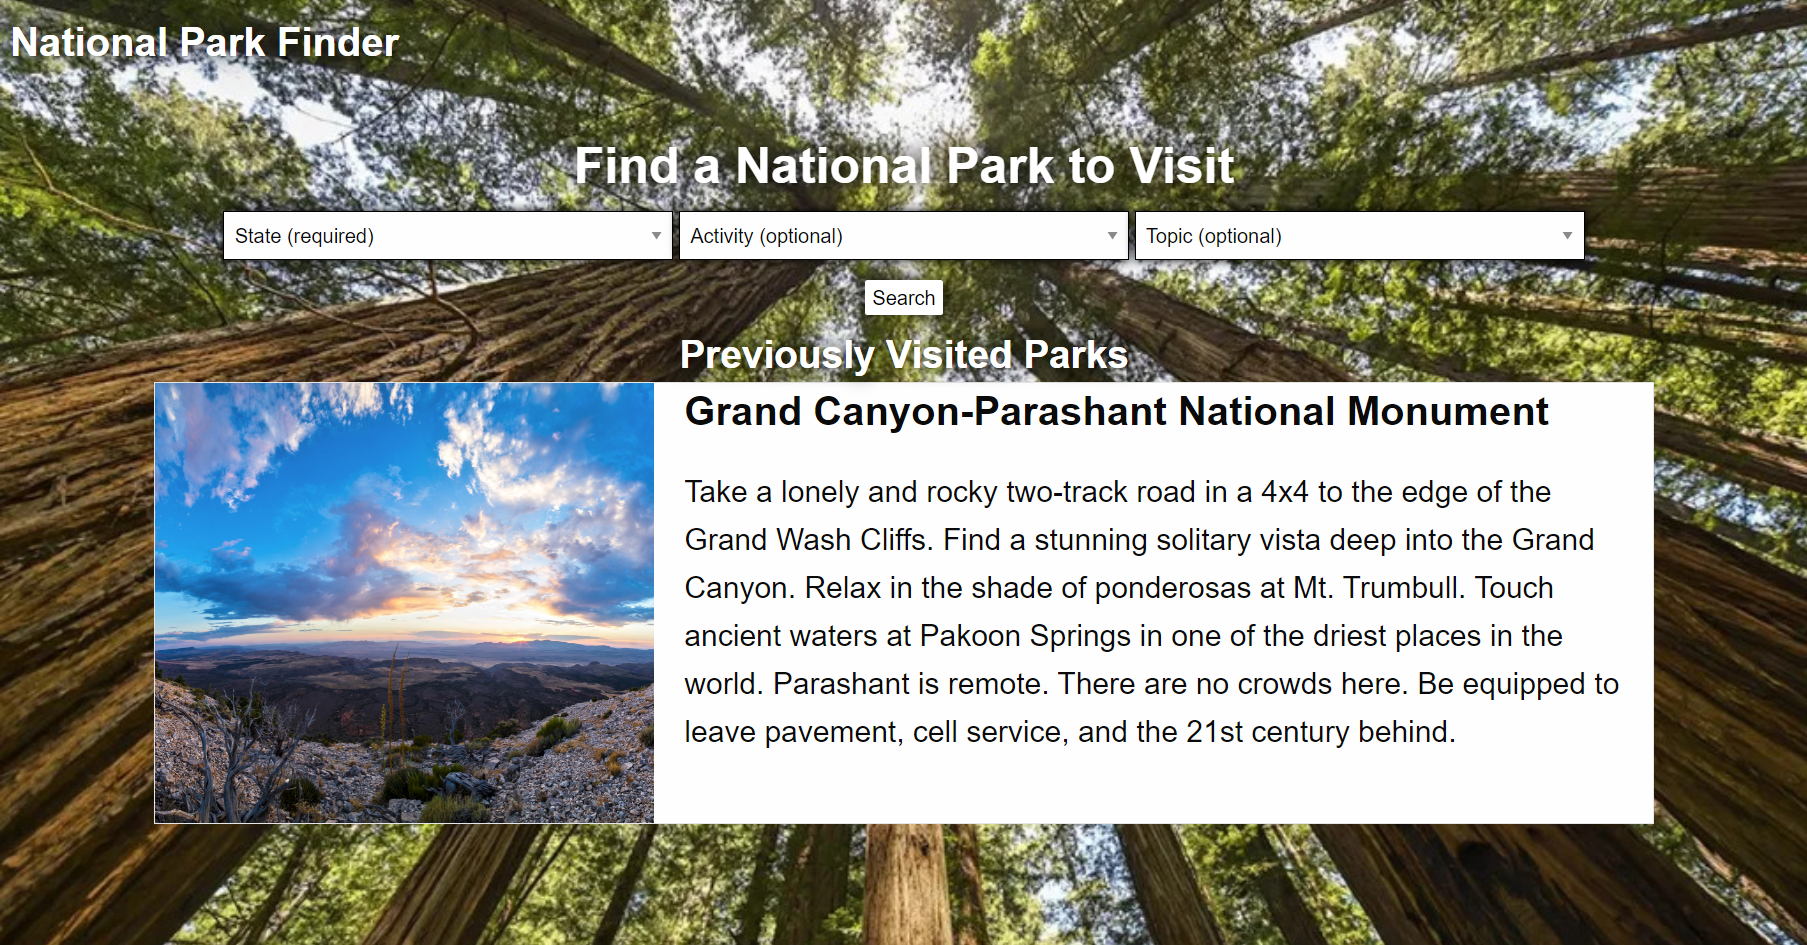 National Park Finder
Find a National Park to Visit
State (required)
Activity (optional)
Topic (optional)
Search
Previously Visited Parks
Grand Canyon-Parashant National Monument
Take a lonely and rocky two-track road in a 4x4 to the edge of the
Grand Wash Cliffs. Find a stunning solitary vista deep into the Grand
Canyon. Relax in the shade of ponderosas at Mt. Trumbull. Touch
ancient waters at Pakoon Springs in one of the driest places in the
world. Parashant is remote. There are no crowds here. Be equipped to
leave pavement, cell service, and the 21st century behind.